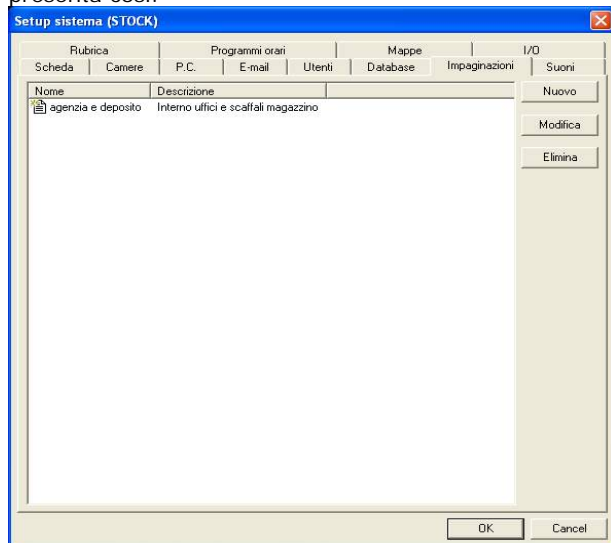 presenta così:
Setup sistema (STOCK)
Rubrica Programmi orari Mappe I/O
Scheda Camere P.C. E-mail Utenti Database Impaginazioni Suoni
Nome Descrizione Nuovo
agenzia e deposito Interno uffici e scaffali magazzino
Modifica
Elimina
OK Cancel